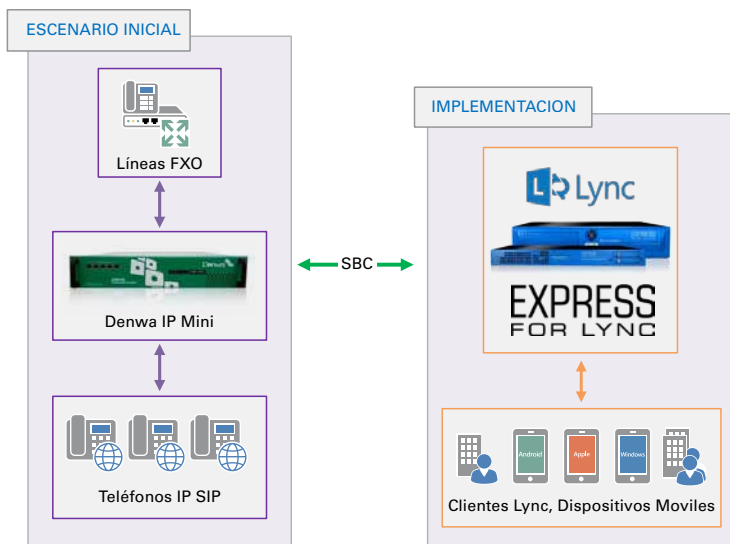 ESCENARIO INICIAL
Líneas FXO
Denwa
Denwa IP Mini
Teléfonos IP SIP
SBC
IMPLEMENTACION
L Lync
EXPRESS
FOR LYNC
Android
Apple
Windows
Clientes Lync, Dispositivos Moviles